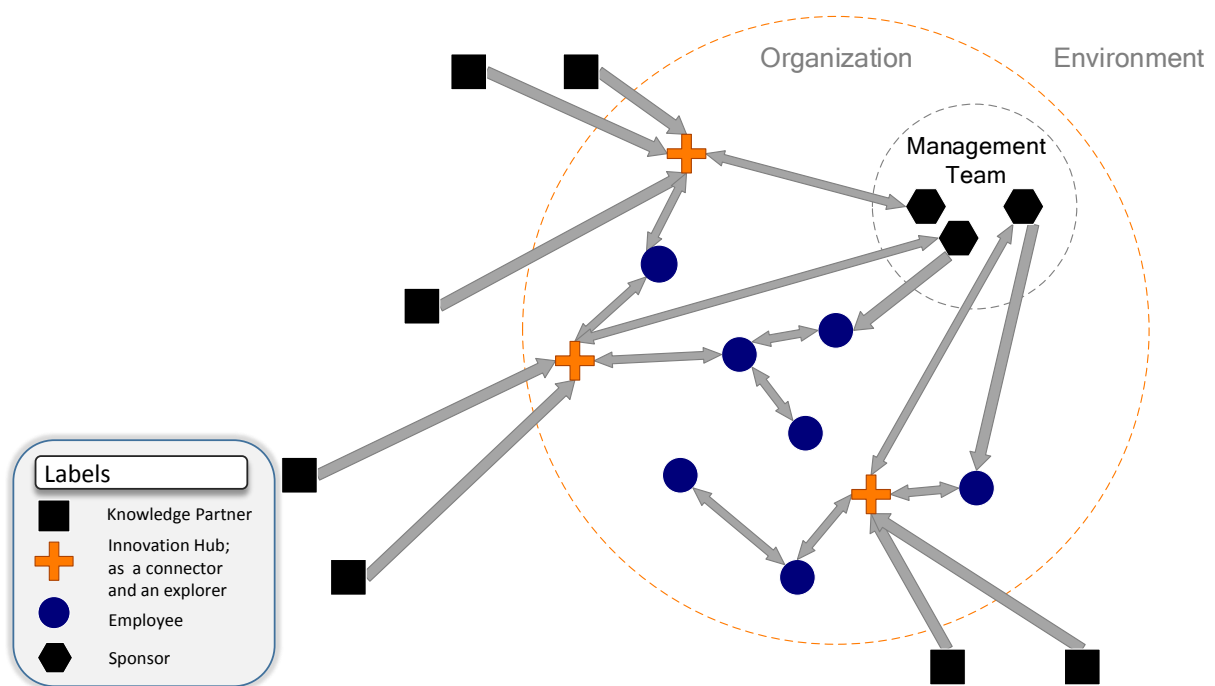 Organization
Environment
Management
Team
Labels
Knowledge Partner
Innovation Hub;
as a connector
and an explorer
Employee
Sponsor